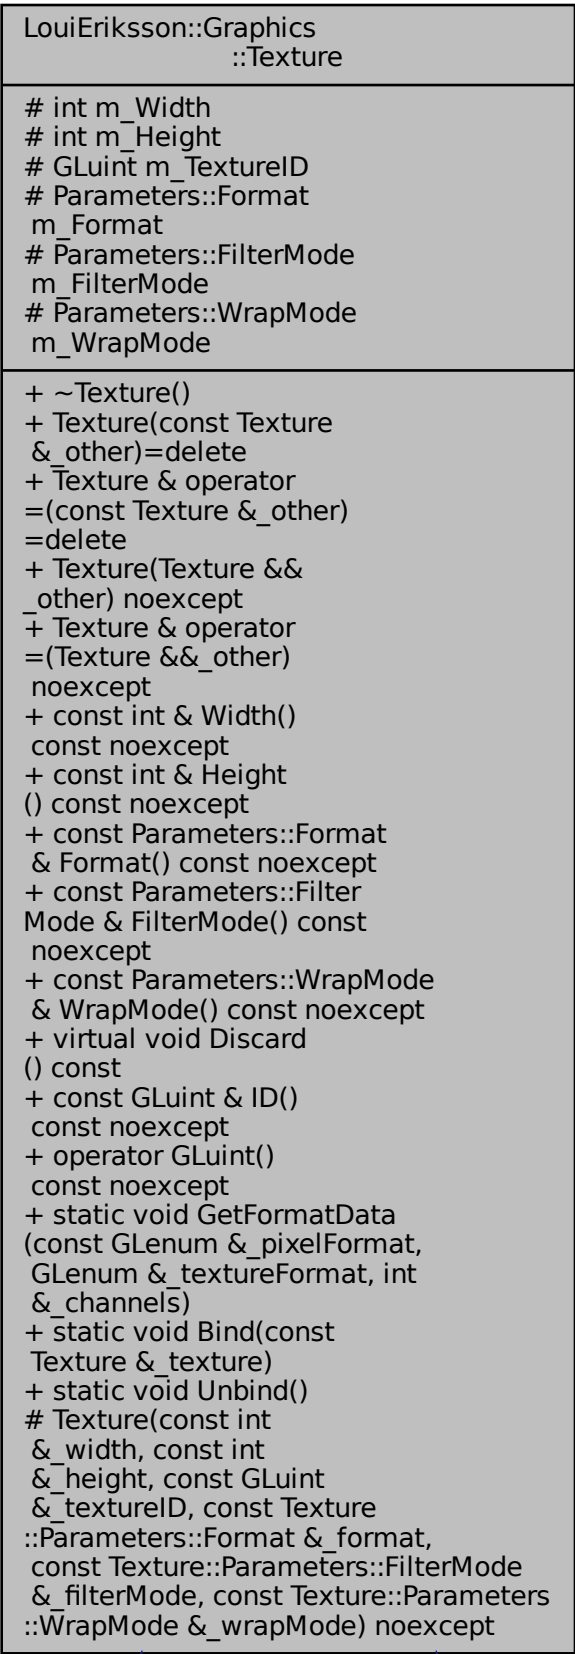 LouiEriksson::Graphics
::Texture
# int m_Width
# int m_Height
# GLuint m_TextureID
# Parameters::Format
m_Format
# Parameters::FilterMode
m_FilterMode
# Parameters::WrapMode
m_WrapMode
+ ~Texture()
+ Texture(const Texture
&_other)=delete
+ Texture & operator
=(const Texture &_other)
=delete
+ Texture(Texture &&
_other) noexcept
+ Texture & operator
=(Texture &&_other)
noexcept
+ const int & Width()
const noexcept
+ const int & Height
() const noexcept
+ const Parameters::Format
& Format() const noexcept
+ const Parameters::Filter
Mode & FilterMode() const
noexcept
+ const Parameters::WrapMode
& WrapMode() const noexcept
+ virtual void Discard
() const
+ const GLuint & ID()
const noexcept
+ operator GLuint()
const noexcept
+ static void GetFormatData
(const GLenum &_pixelFormat,
GLenum &_textureFormat, int
&_channels)
+ static void Bind(const
Texture &_texture)
+ static void Unbind()
# Texture(const int
&_width, const int
&_height, const GLuint
&_textureID, const Texture
::Parameters::Format &_format,
const Texture::Parameters::FilterMode
&_filterMode, const Texture::Parameters
::WrapMode &_wrapMode) noexcept